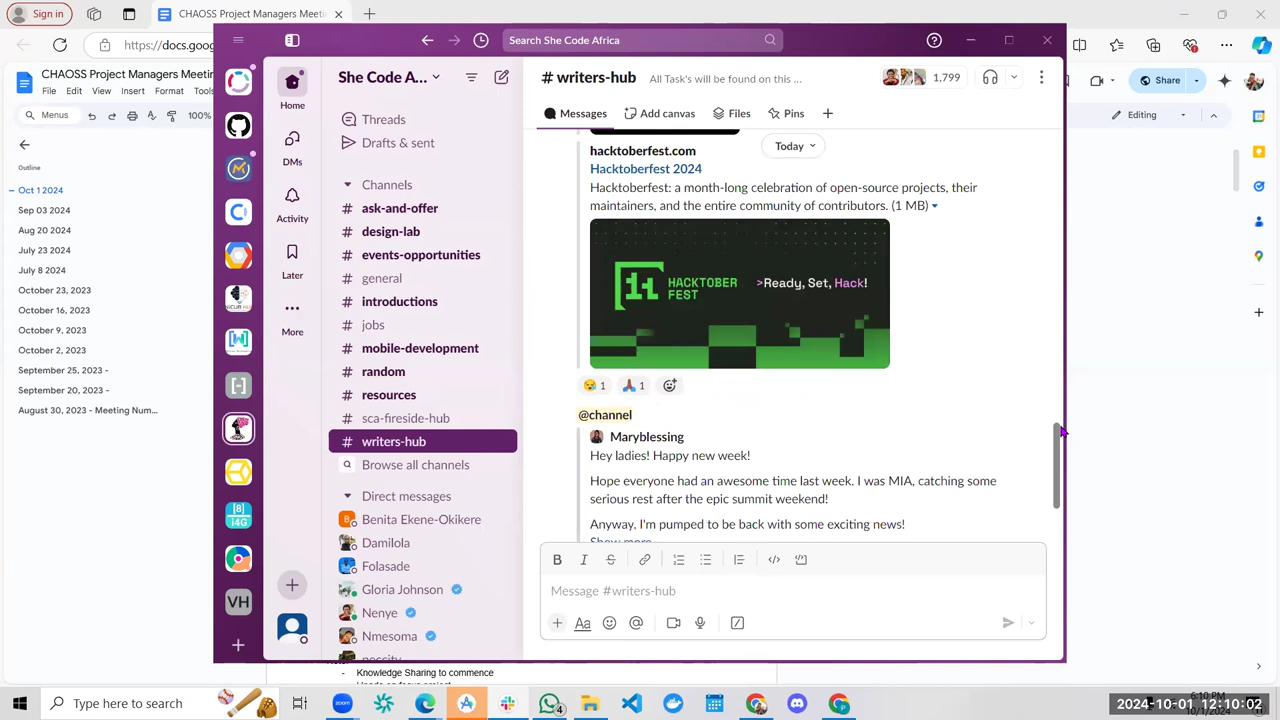 Sign in
CHAOSS Project Managers Meeti
https://docs.goog
CHAOSS Project Managers Meetin
File Edit View Insert Format Tools
Share
Menus
100%
Editing
Outline
Oct 1 2024
Sep 03 2024
Aug 20 2024
July 23 2024
July 8 2024
October 23, 2023
October 16, 2023
October 9, 2023
October 2, 2023
September 25, 2023 -
September 20, 2023 -
August 30, 2023 - Meeting Num...
Search She Code Africa
She Code A...
Home
DMs
Activity
Later
More
Threads
Drafts & sent
Channels
# ask-and-offer
# design-lab
# events-opportunities
# general
# introductions
# jobs
# mobile-development
# random
# resources
# sca-fireside-hub
# writers-hub
Browse all channels
Direct messages
Benita Ekene-Okikere
Damilola
Folasade
Gloria Johnson
Nenye
Nmesoma
VH
# writers-hub All Task's will be found on this ...
1,799
Messages Add canvas Files Pins
Today
hacktoberfest.com
Hacktoberfest 2024
Hacktoberfest: a month-long celebration of open-source projects, their
maintainers, and the entire community of contributors. (1 MB)
HACKTOBER
FEST
>Ready, Set, Hack!
1 1
@channel
Maryblessing
Hey ladies! Happy new week!
Hope everyone had an awesome time last week. I was MIA, catching some
serious rest after the epic summit weekend!
Anyway, I'm pumped to be back with some exciting news!
Show more
Message #writers-hub
Aa
- Knowledge Sharing to commence
Type here to search
4
2024-10-01 12:10:02